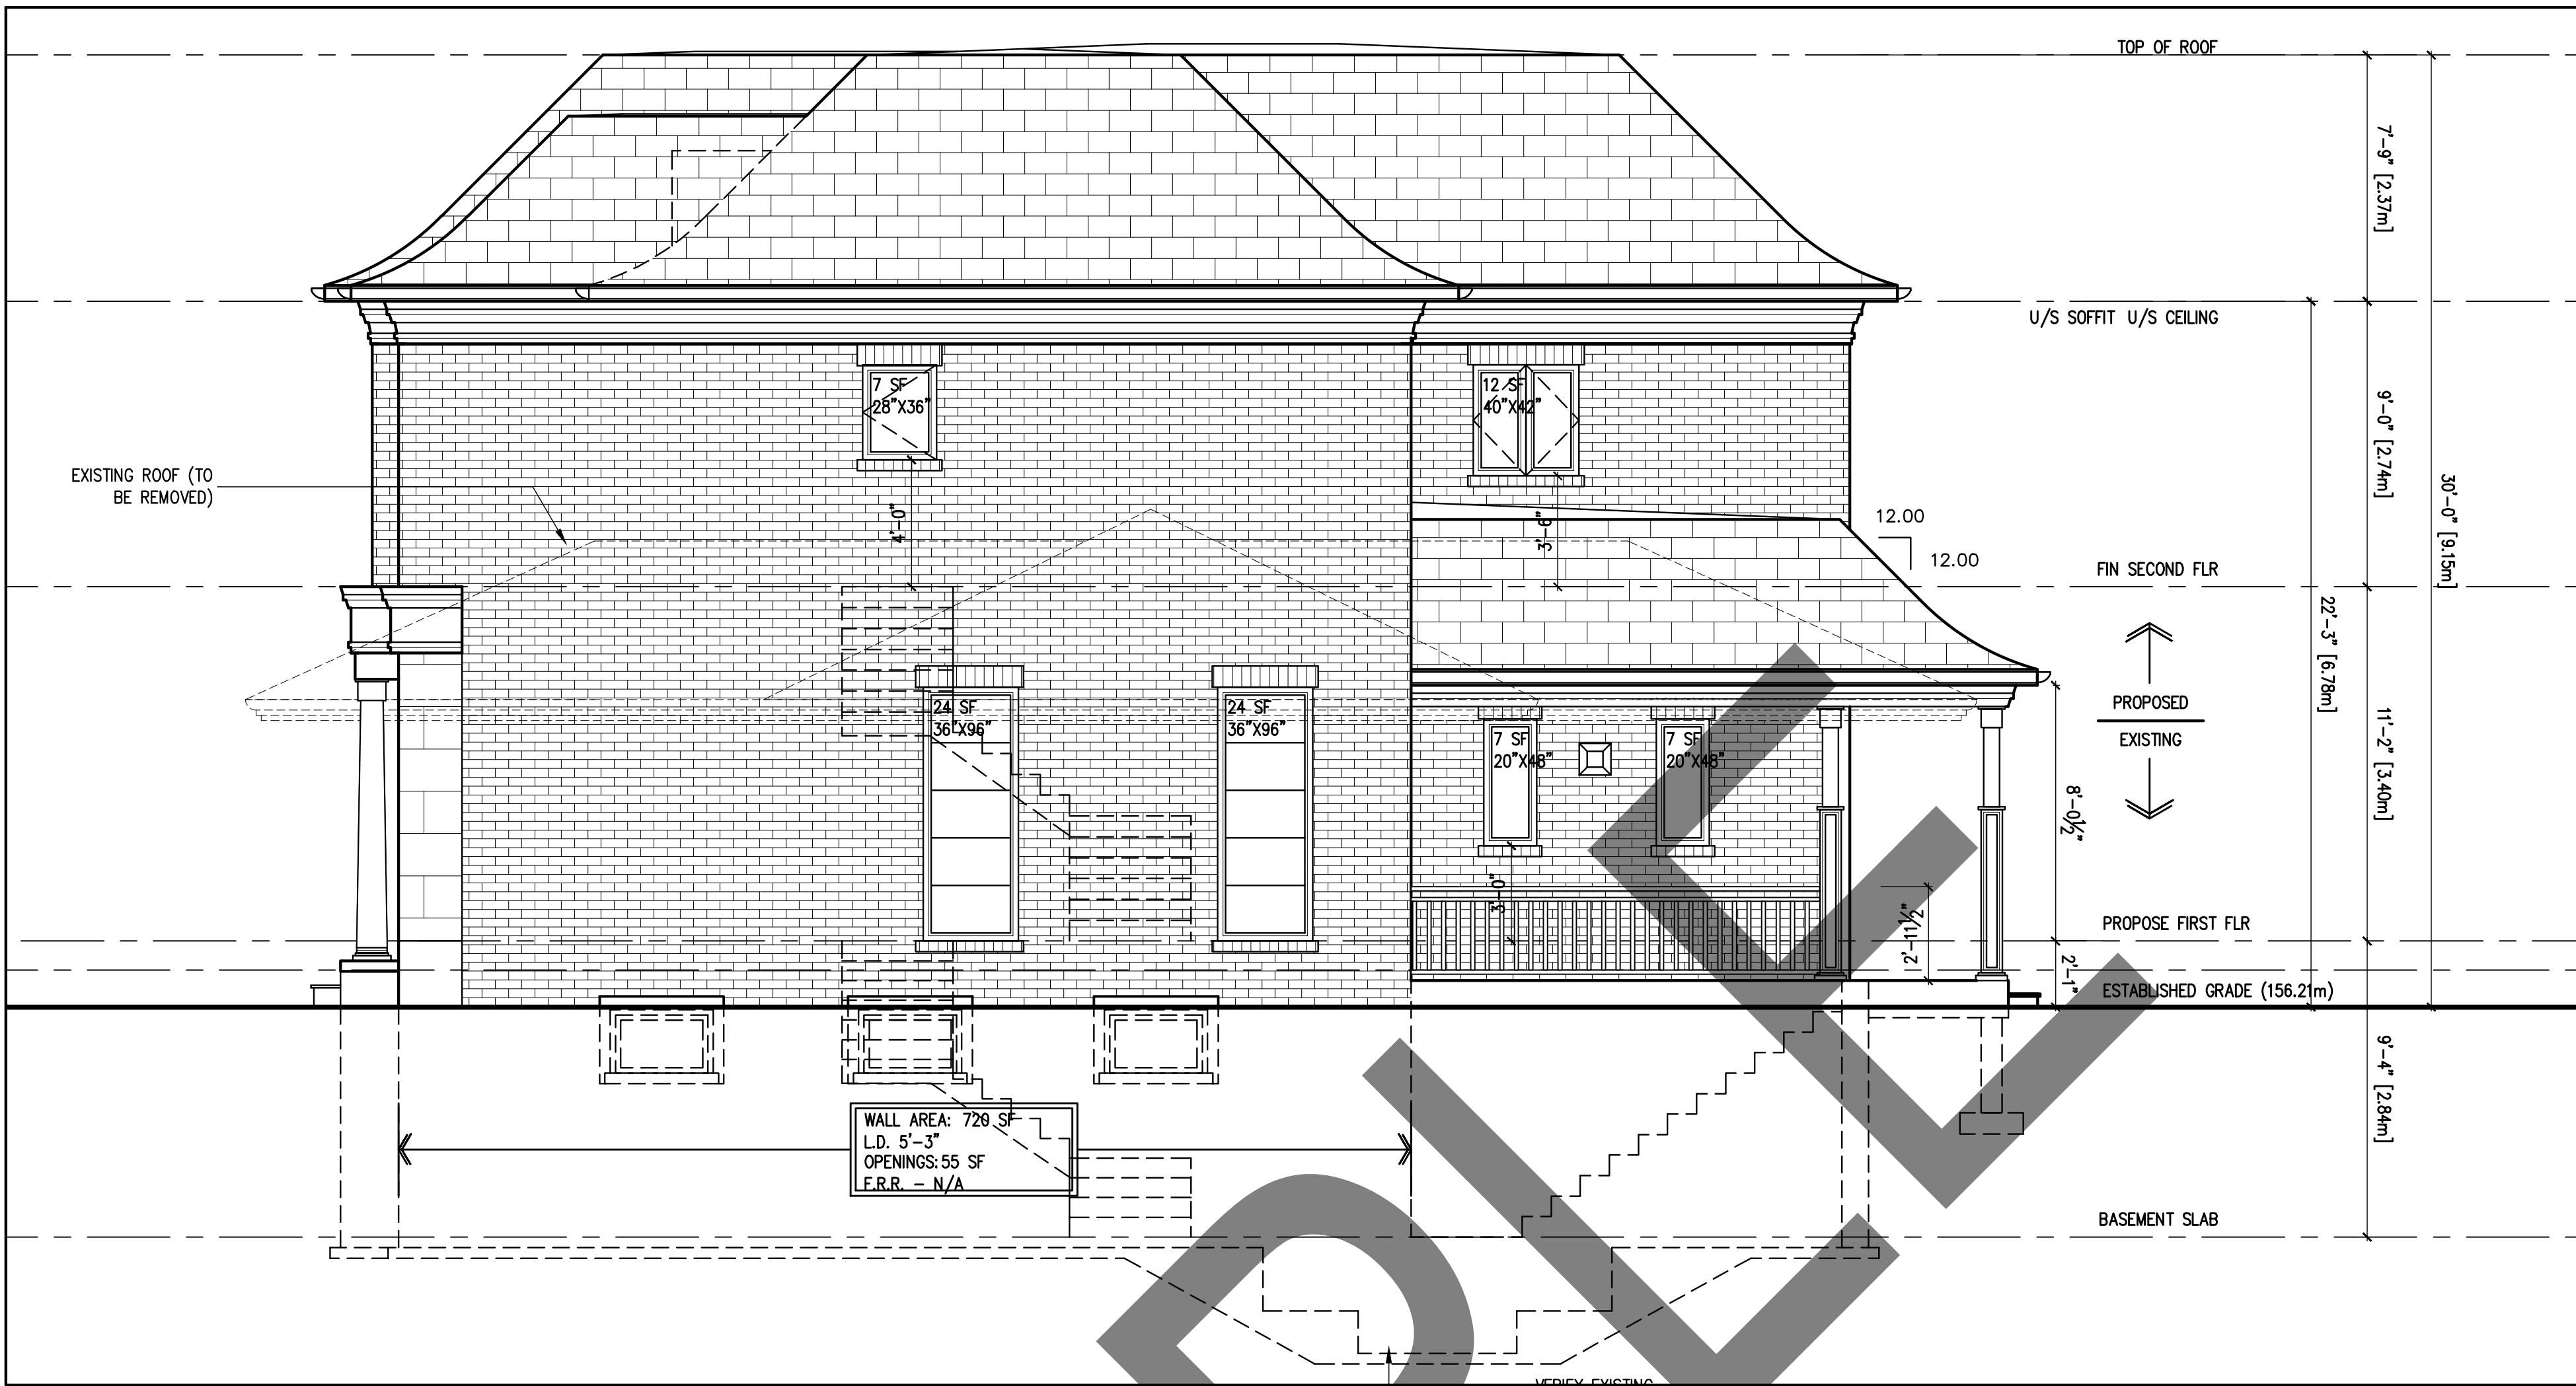 TOP OF ROOF
7'-9" [2.37m]
U/S SOFFIT U/S CEILING
7 SF
28"X36"
12 SF
40"X42"
9'-0" [2.74m]
EXISTING ROOF (TO
BE REMOVED)
4'-0"
3'-6"
12.00
12.00
30'-0" [9.15m]
FIN SECOND FLR
22'-3" [6.78m]
PROPOSED
EXISTING
24 SF
36"X96"
24 SF
36"X96"
7 SF
20"X48"
7 SF
20"X48"
11'-2" [3.40m]
8'-0½"
3'-0"
2'-11½"
PROPOSE FIRST FLR
2'-1"
ESTABLISHED GRADE (156.21m)
9'-4" [2.84m]
WALL AREA: 720 SF
L.D. 5'-3"
OPENINGS: 55 SF
F.R.R. - N/A
BASEMENT SLAB
VERIFY EXISTING